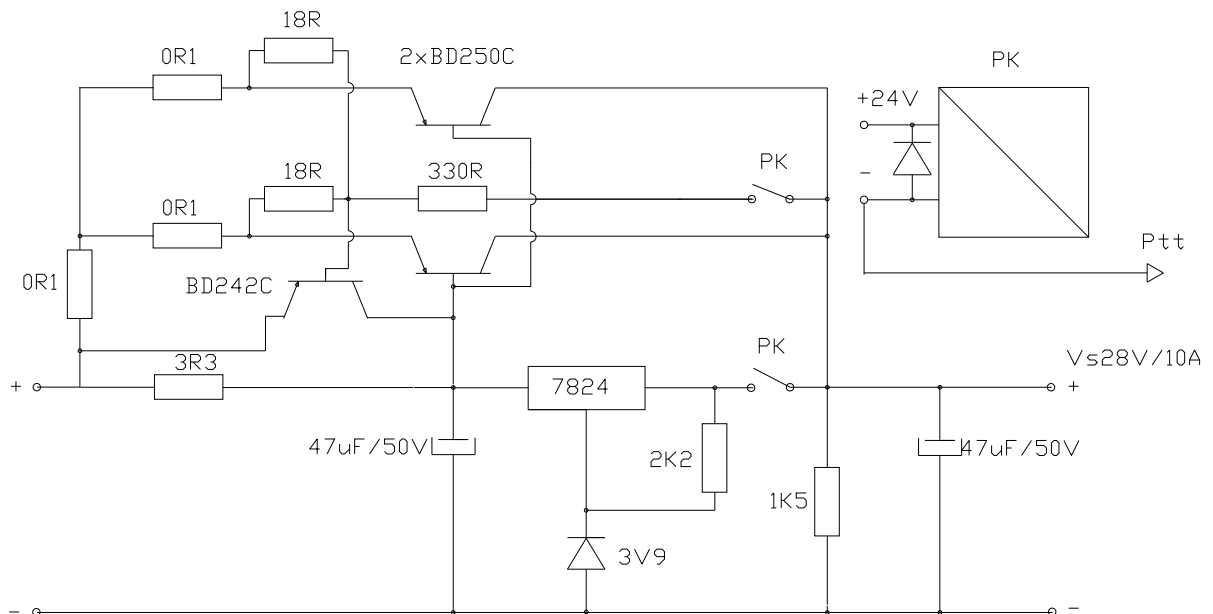 18R
0R1
2xBD250C
PK
+24V
-
18R
330R
PK
0R1
Ptt
0R1
BD242C
PK
Vs28V/10A
3R3
+
7824
+
47uF/50V
2K2
47uF/50V
1K5
3V9
-
-